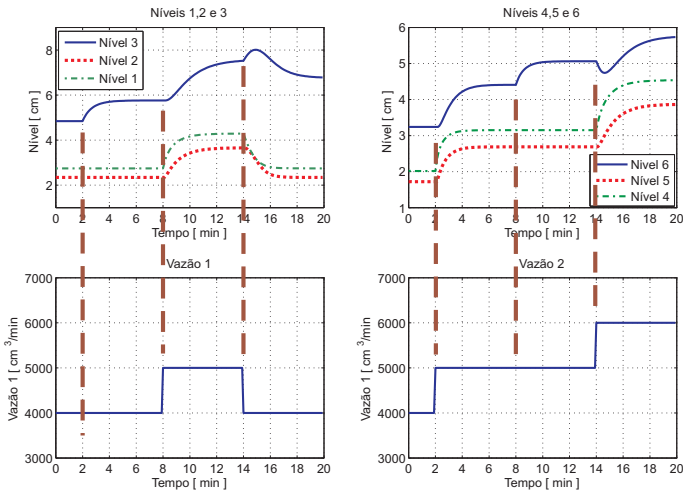 Níveis 1,2 e 3
8
6
4
2
Nível [ cm ]
Nível 3
Nível 2
Nível 1
0 2 4 6 8 10 12 14 16 18 20
Tempo [ min ]
Níveis 4,5 e 6
6
5
4
3
2
1
Nível [ cm ]
Nível 6
Nível 5
Nível 4
0 2 4 6 8 10 12 14 16 18 20
Tempo [ min ]
Vazão 1
7000
6000
5000
4000
3000
Vazão 1 [ cm³/min ]
0 2 4 6 8 10 12 14 16 18 20
Tempo [ min ]
Vazão 2
7000
6000
5000
4000
3000
Vazão 1 [ cm³/min ]
0 2 4 6 8 10 12 14 16 18 20
Tempo [ min ]